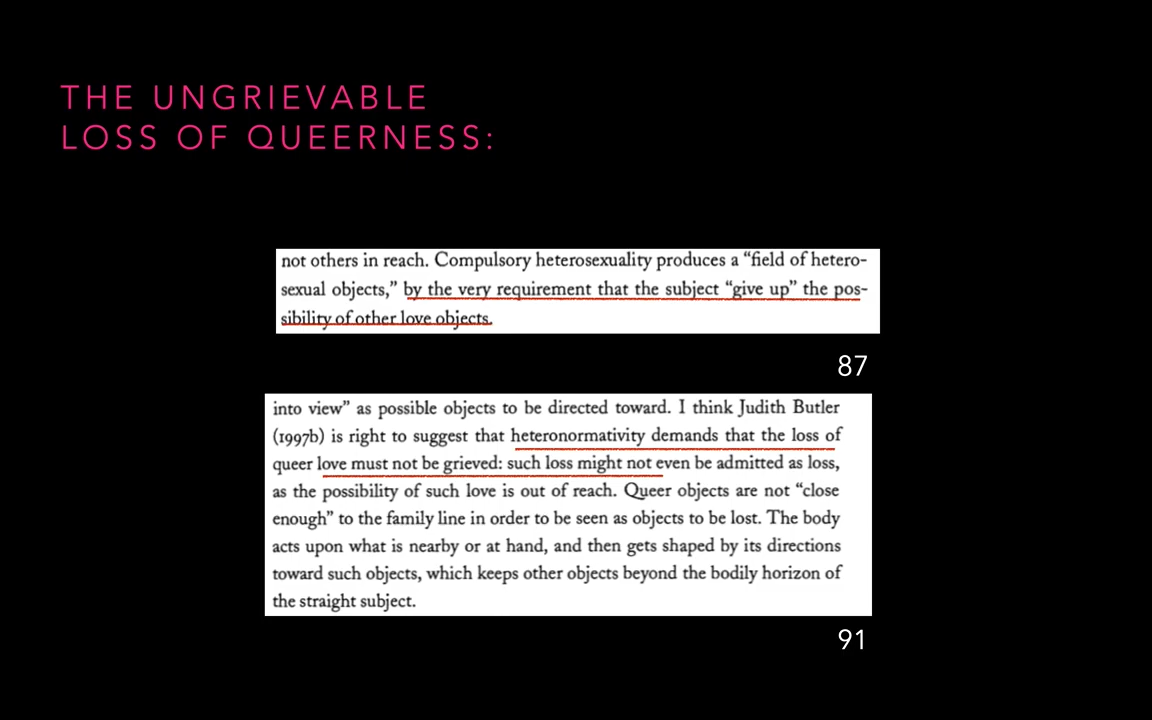 THE UNGRIEVABLE
LOSS OF QUEERNESS:
not others in reach. Compulsory heterosexuality produces a “field of hetero-
sexual objects,” by the very requirement that the subject “give up” the pos-
sibility of other love objects.
87
into view” as possible objects to be directed toward. I think Judith Butler
(1997b) is right to suggest that heteronormativity demands that the loss of
queer love must not be grieved: such loss might not even be admitted as loss,
as the possibility of such love is out of reach. Queer objects are not “close
enough” to the family line in order to be seen as objects to be lost. The body
acts upon what is nearby or at hand, and then gets shaped by its directions
toward such objects, which keeps other objects beyond the bodily horizon of
the straight subject.
91